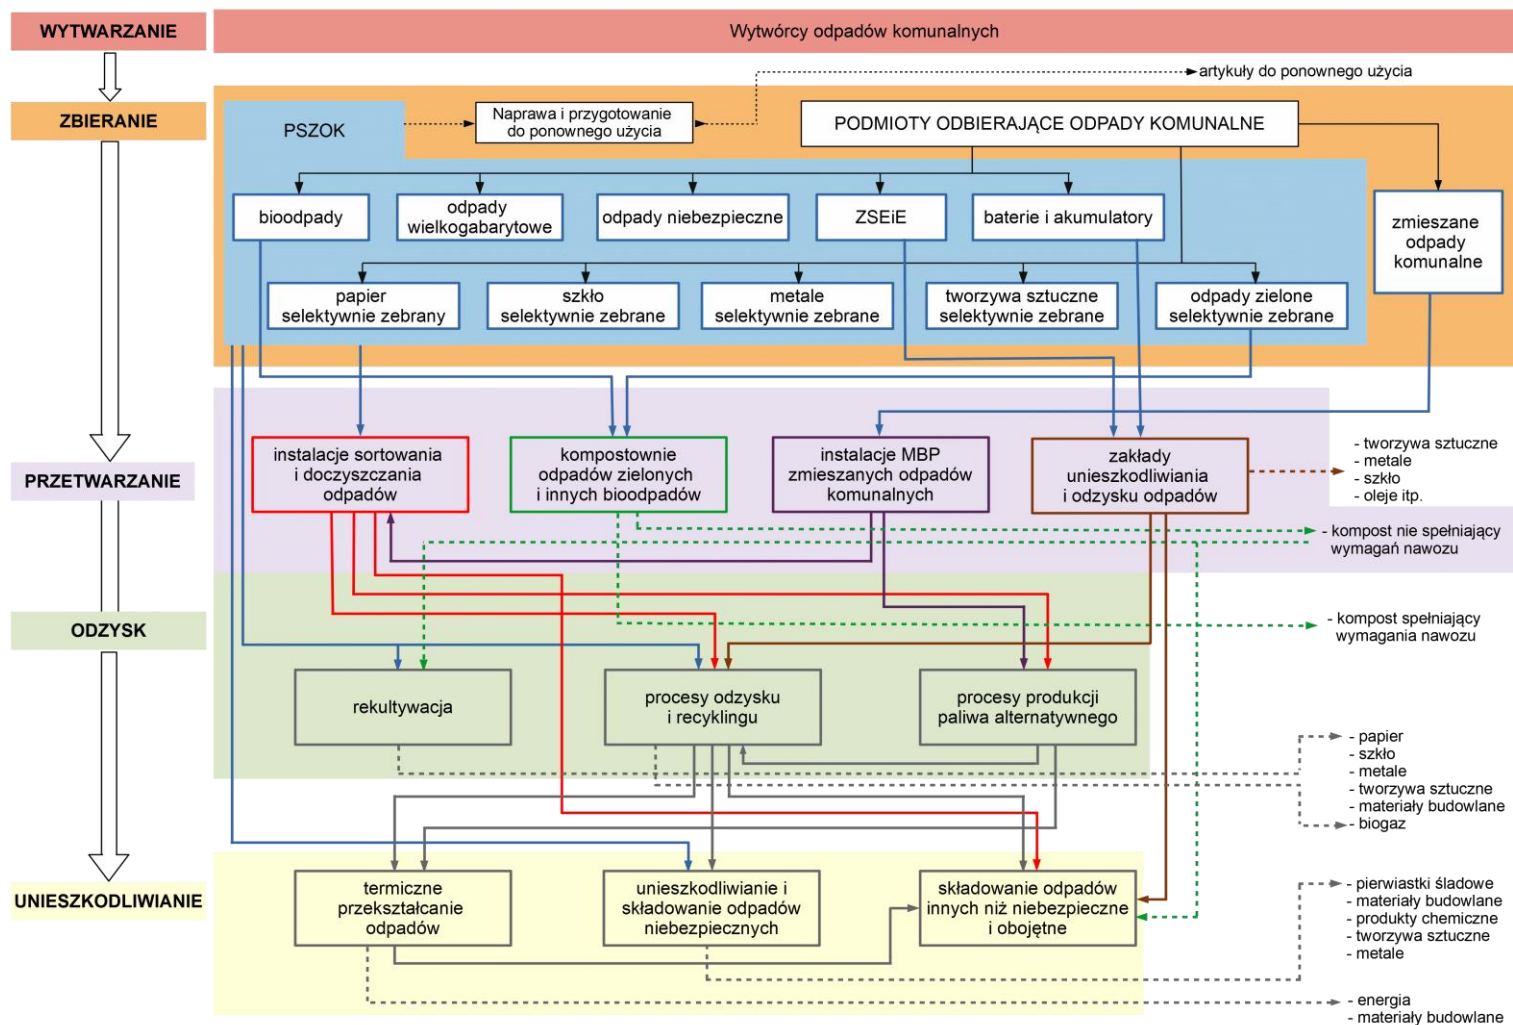 WYTWARZANIE
Wytwórcy odpadów komunalnych
artykuły do ponownego użycia
ZBIERANIE
PSZOK
Naprawa i przygotowanie
do ponownego użycia
PODMIOTY ODBIERAJĄCE ODPADY KOMUNALNE
bioodpady
odpady
wielkogabarytowe
odpady niebezpieczne
ZSEiE
baterie i akumulatory
zmieszane
odpady
komunalne
papier
selektywnie zebrany
szkło
selektywnie zebrane
metale
selektywnie zebrane
tworzywa sztuczne
selektywnie zebrane
odpady zielone
selektywnie zebrane
PRZETWARZANIE
instalacje sortowania
i doczyszczania
odpadów
kompostownie
odpadów zielonych
i innych bioodpadów
instalacje MBP
zmieszanych odpadów
komunalnych
zakłady
unieszkodliwiania
i odzysku odpadów
- tworzywa sztuczne
- metale
- szkło
- oleje itp.
- kompost nie spełniający
wymagań nawozu
ODZYSK
- kompost spełniający
wymagania nawozu
rekultywacja
procesy odzysku
i recyklingu
procesy produkcji
paliwa alternatywnego
- papier
- szkło
- metale
- tworzywa sztuczne
- materiały budowlane
- biogaz
UNIESZKODLIWIANIE
termiczne
przekształcanie
odpadów
unieszkodliwianie i
składowanie odpadów
niebezpiecznych
składowanie odpadów
innych niż niebezpieczne
i obojętne
- pierwiastki śladowe
- materiały budowlane
- produkty chemiczne
- tworzywa sztuczne
- metale
- energia
- materiały budowlane